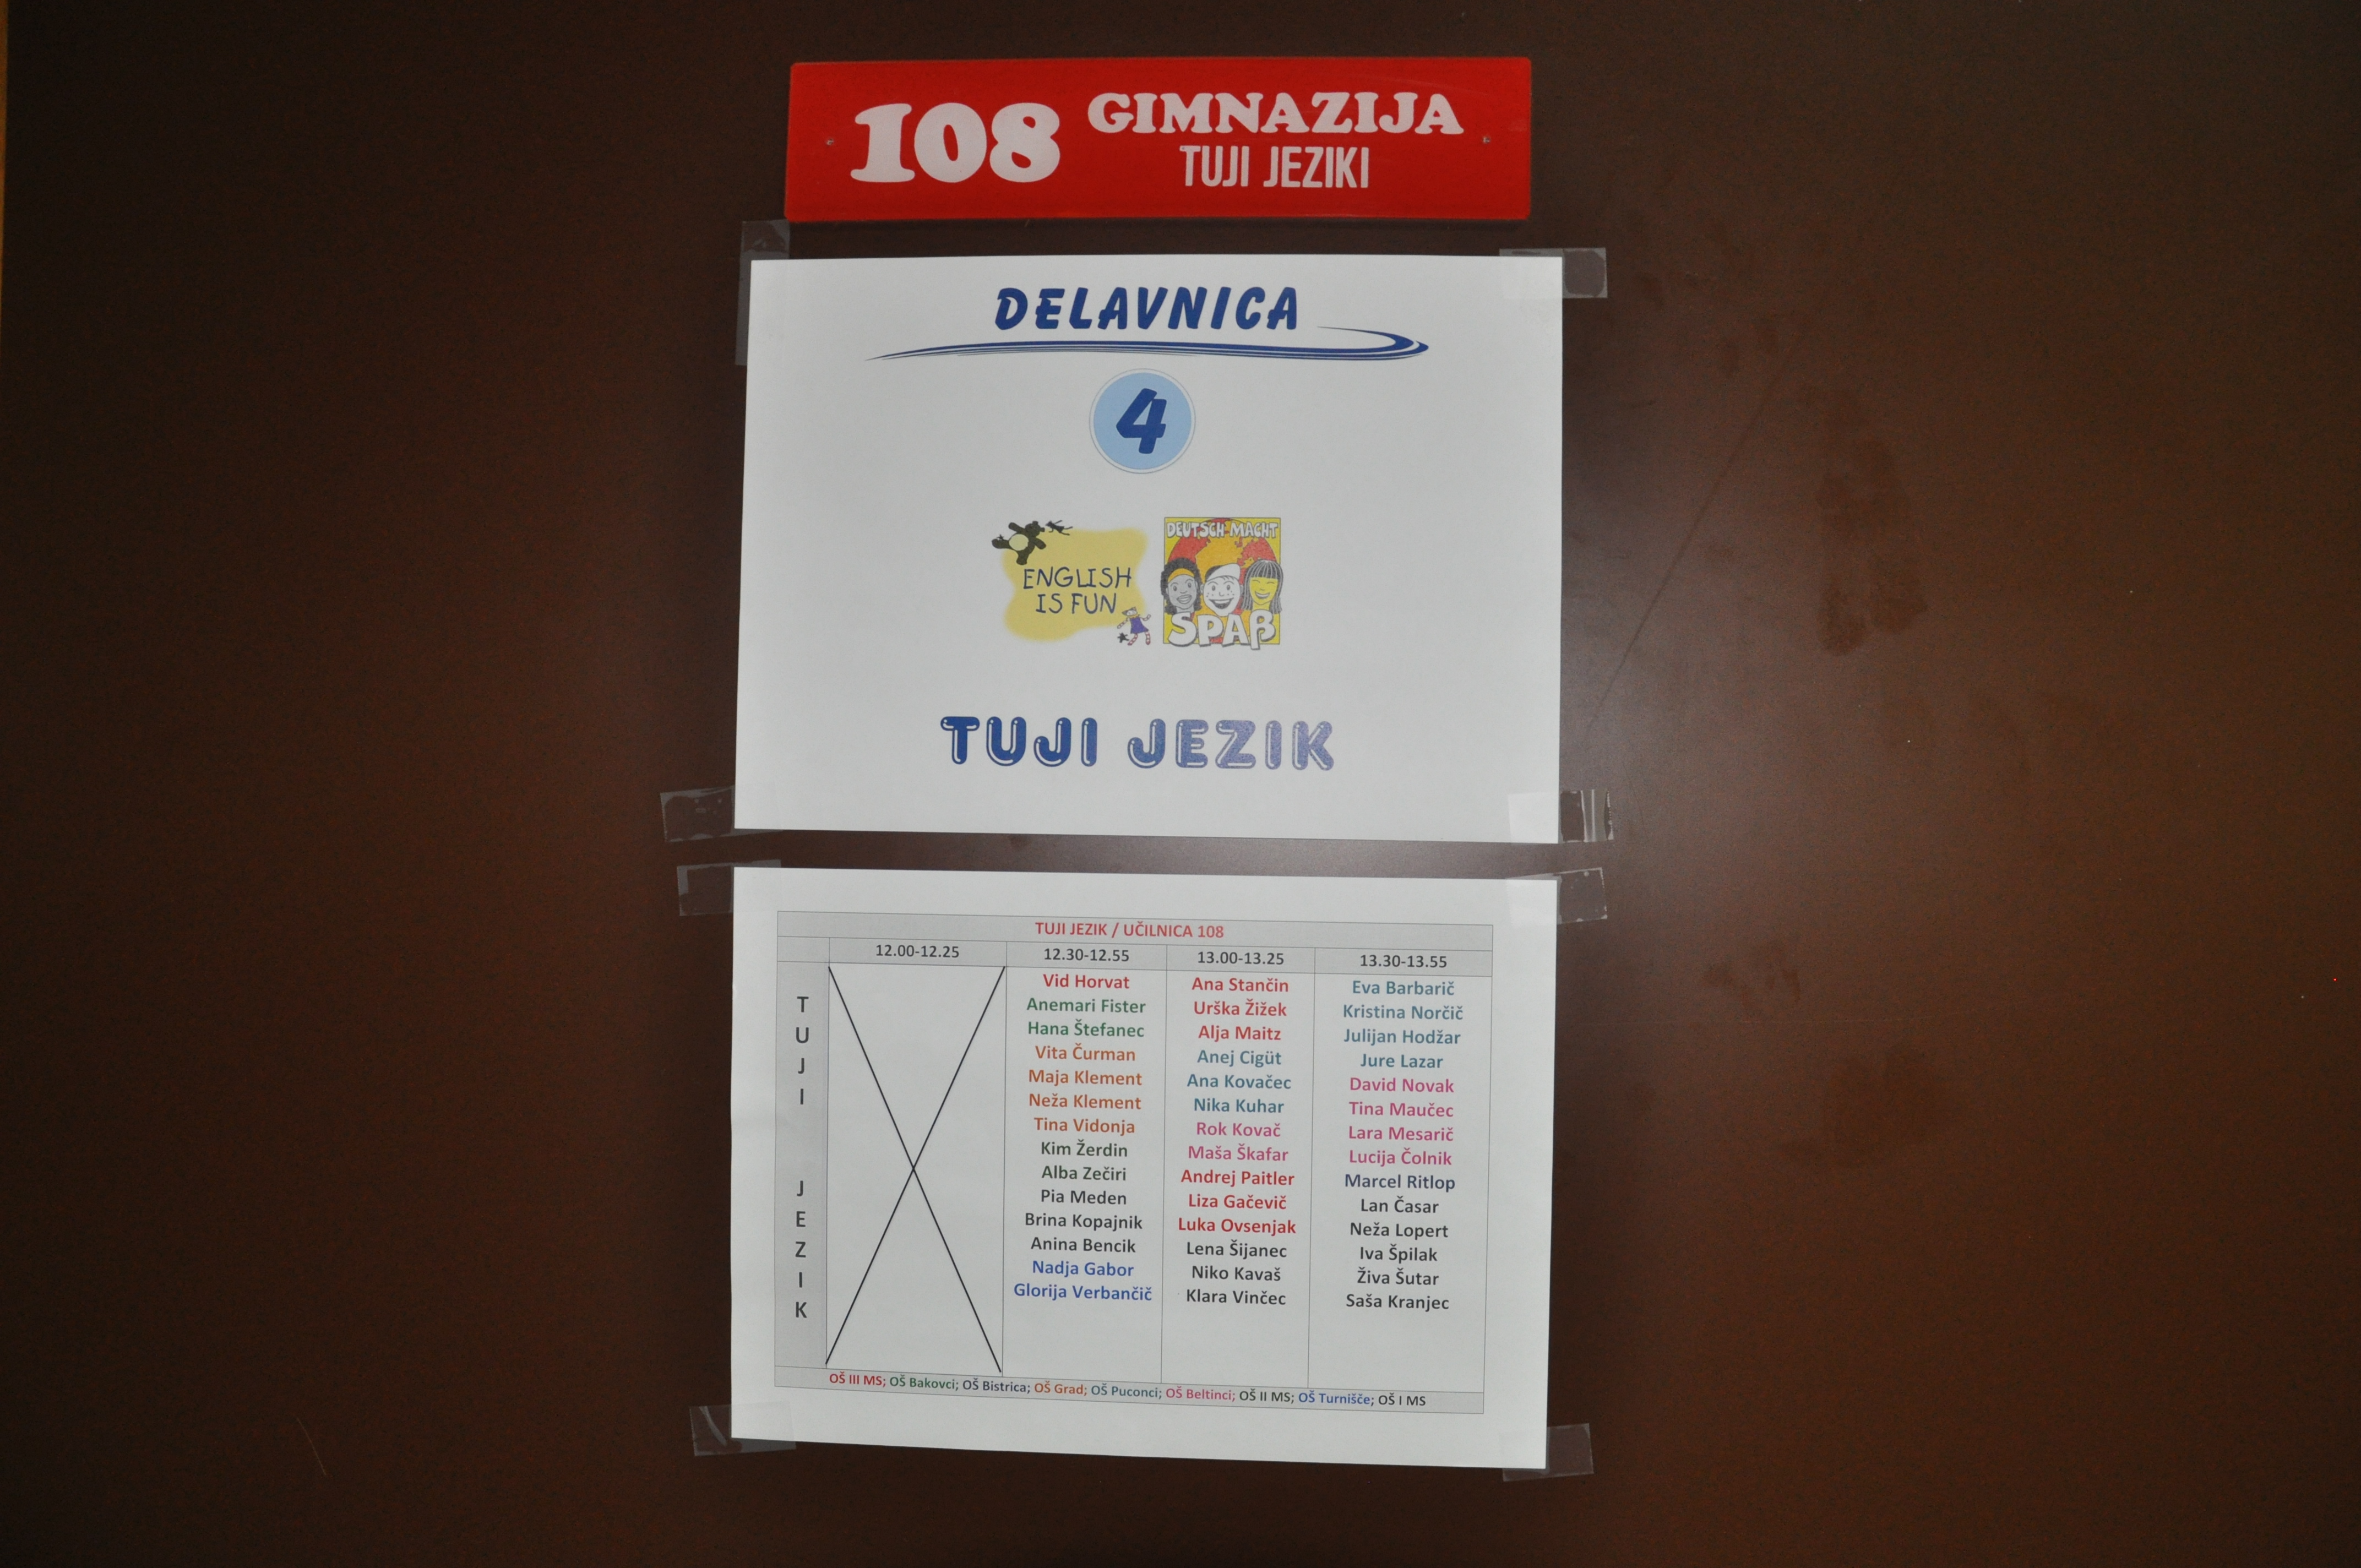 108 GIMNAZIJA
TUJI JEZIKI
DELAVNICA
4
ENGLISH
IS FUN
DEUTSCH MACHT
SPAß
TUJI JEZIK
TUJI JEZIK / UČILNICA 108
12.00-12.25 12.30-12.55 13.00-13.25 13.30-13.55
TUJI JEZIK
Vid Horvat Ana Stančin Eva Barbarič
Anemari Fister Urška Žižek Kristina Norčič
Hana Štefanec Alja Maitz Julijan Hodžar
Vita Čurman Anej Cigüt Jure Lazar
Maja Klement Ana Kovačec David Novak
Neža Klement Nika Kuhar Tina Maučec
Tina Vidonja Rok Kovač Lara Mesarič
Kim Žerdin Maša Škafar Lucija Čolnik
Alba Zečiri Andrej Paitler Marcel Ritlop
Pia Meden Liza Gačevič Lan Časar
Brina Kopajnik Luka Ovsenjak Neža Lopert
Anina Bencik Lena Šijanec Iva Špilak
Nadja Gabor Niko Kavaš Živa Šutar
Glorija Verbančič Klara Vinčec Saša Kranjec
OŠ III MS; OŠ Bakovci; OŠ Bistrica; OŠ Grad; OŠ Puconci; OŠ Beltinci; OŠ II MS; OŠ Turnišče; OŠ I MS